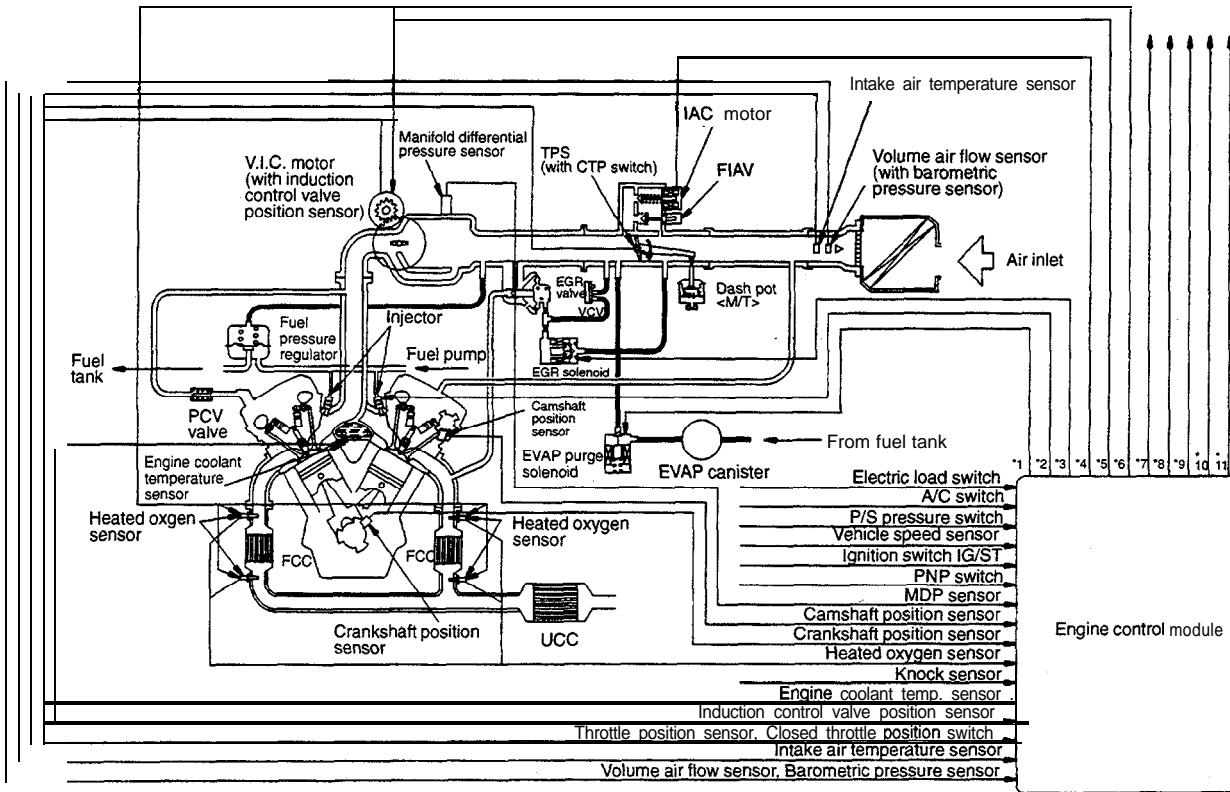 Intake air temperature sensor
IAC motor
Manifold differential
pressure sensor
TPS
(with CTP switch)
FIAV
Volume air flow sensor
(with barometric
pressure sensor)
V.I.C. motor
(with induction
control valve
position sensor)
Air inlet
EGR
valve
VCV
Dash pot
<M/T>
Fuel
pressure
regulator
Injector
Fuel
tank
Fuel pump
EGR solenoid
PCV
valve
Camshaft
position
sensor
From fuel tank
EVAP purge
solenoid
EVAP canister
Engine coolant
temperature
sensor
*1 *2 *3 *4 *5 *6 *7 *8 *9 *10 *11
Heated oxgen
sensor
Heated oxygen
sensor
FCC
FCC
Crankshaft position
sensor
UCC
Electric load switch
A/C switch
P/S pressure switch
Vehicle speed sensor
Ignition switch IG/ST
PNP switch
MDP sensor
Camshaft position sensor
Crankshaft position sensor
Heated oxygen sensor
Knock sensor
Engine coolant temp. sensor
Induction control valve position sensor
Throttle position sensor, Closed throttle position switch
Intake air temperature sensor
Volume air flow sensor, Barometric pressure sensor
Engine control module